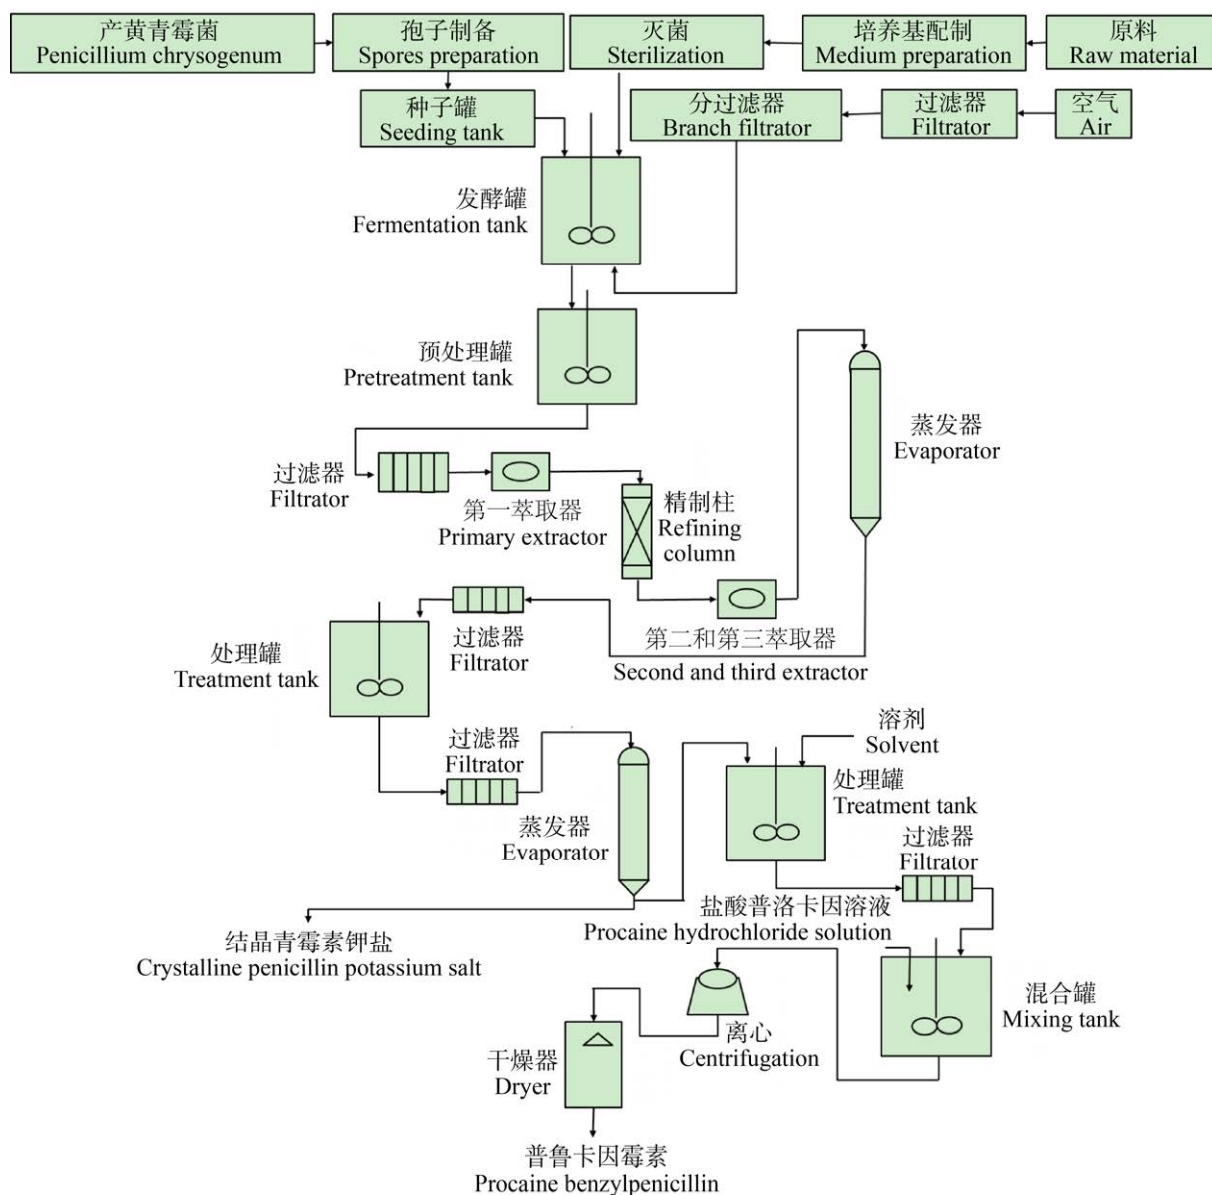 产黄青霉菌
Penicillium chrysogenum
孢子制备
Spores preparation
灭菌
Sterilization
培养基配制
Medium preparation
原料
Raw material
种子罐
Seeding tank
分过滤器
Branch filtrator
过滤器
Filtrator
空气
Air
发酵罐
Fermentation tank
预处理罐
Pretreatment tank
蒸发器
Evaporator
过滤器
Filtrator
第一萃取器
Primary extractor
精制柱
Refining
column
第二和第三萃取器
Second and third extractor
过滤器
Filtrator
处理罐
Treatment tank
过滤器
Filtrator
蒸发器
Evaporator
溶剂
Solvent
处理罐
Treatment tank
过滤器
Filtrator
盐酸普洛卡因溶液
Procaine hydrochloride solution
结晶青霉素钾盐
Crystalline penicillin potassium salt
混合罐
Mixing tank
离心
Centrifugation
干燥器
Dryer
普鲁卡因霉素
Procaine benzylpenicillin